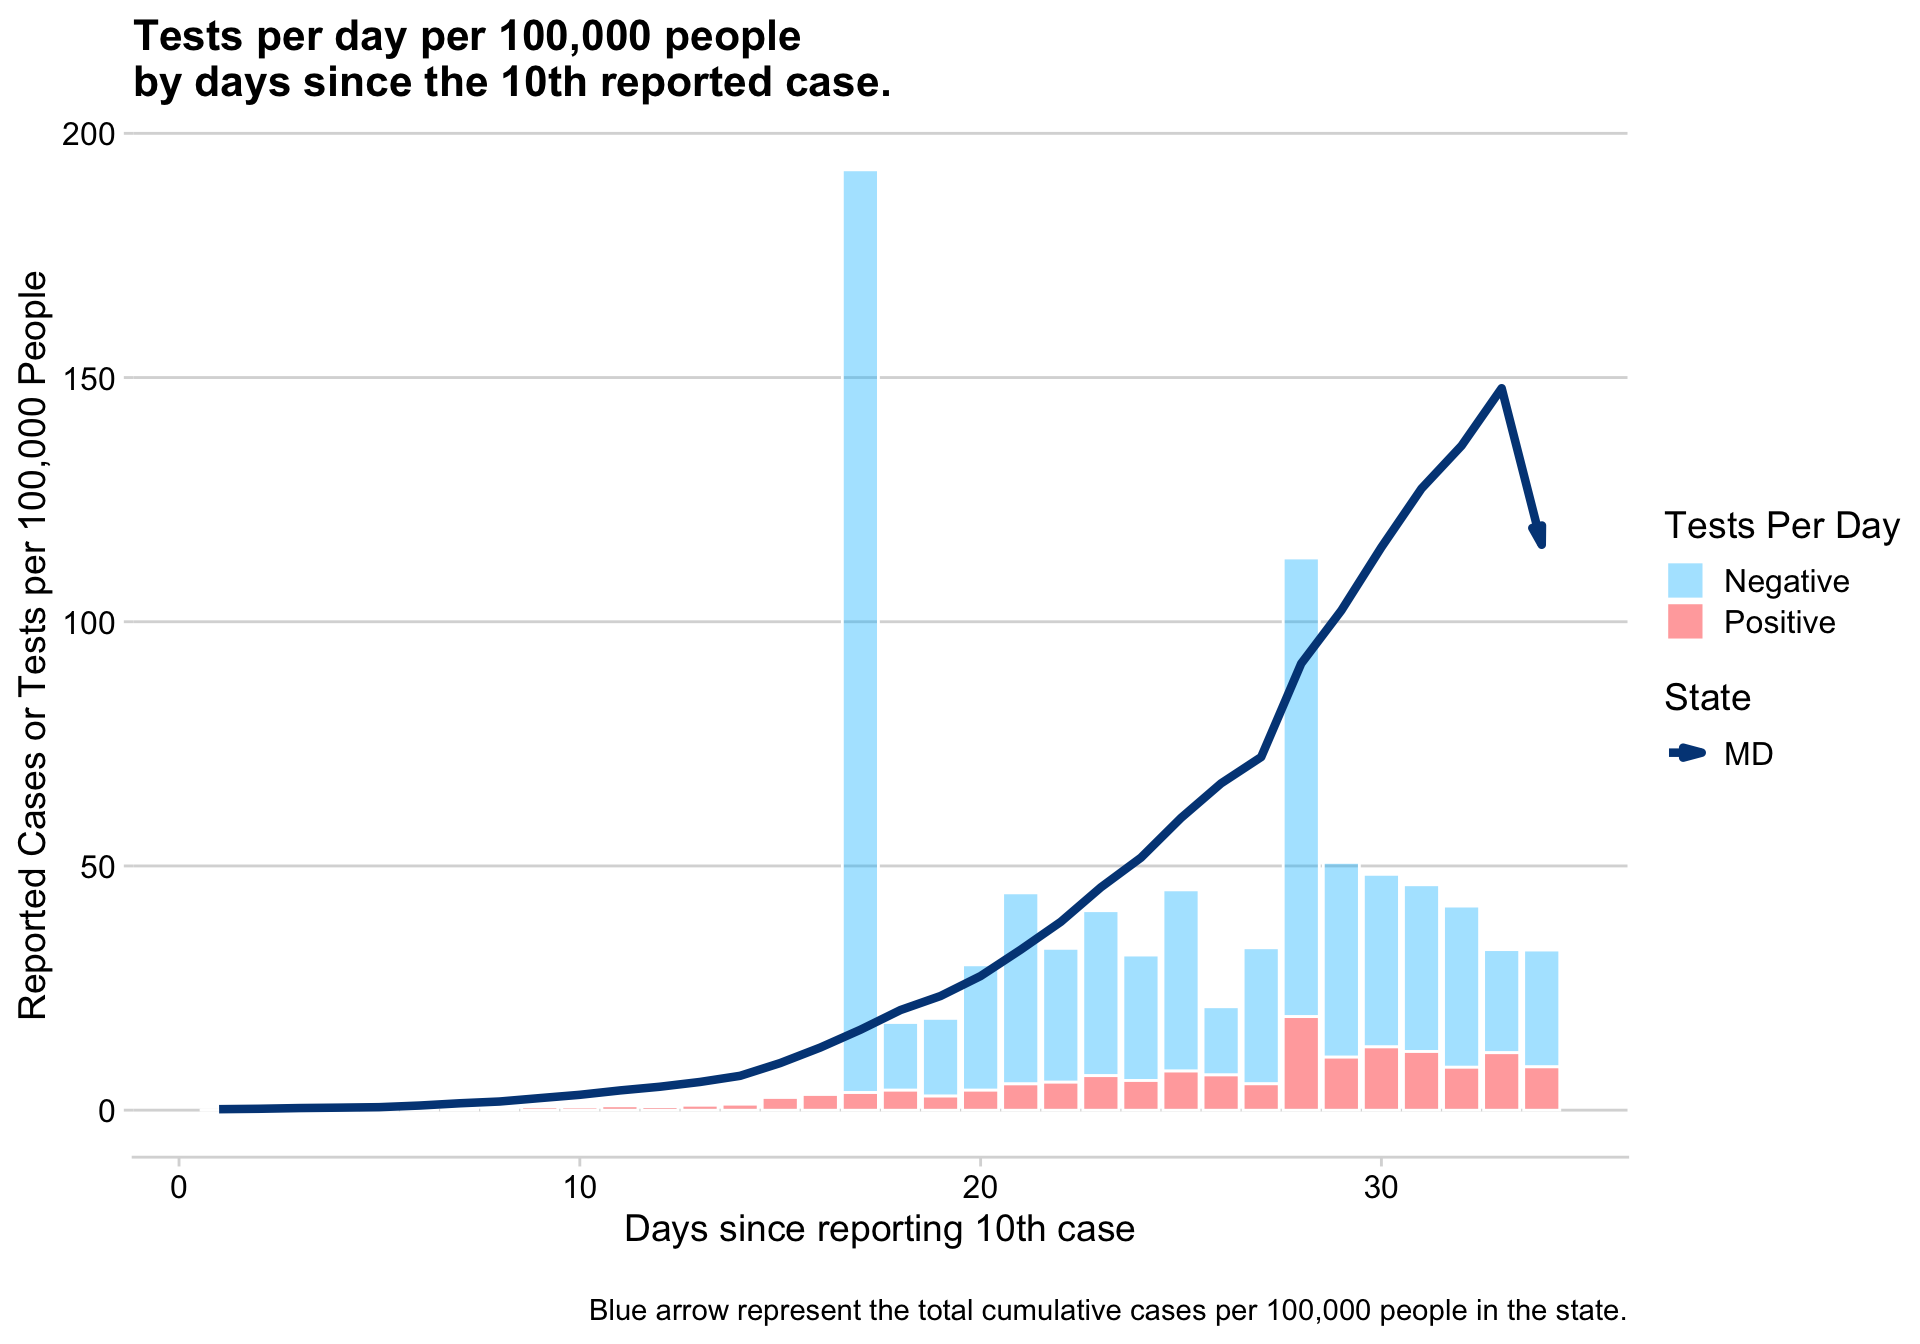 Tests per day per 100,000 people
by days since the 10th reported case.
Reported Cases or Tests per 100,000 People
200
150
100
50
0
0
10
20
30
Days since reporting 10th case
Tests Per Day
Negative
Positive
State
MD
Blue arrow represent the total cumulative cases per 100,000 people in the state.